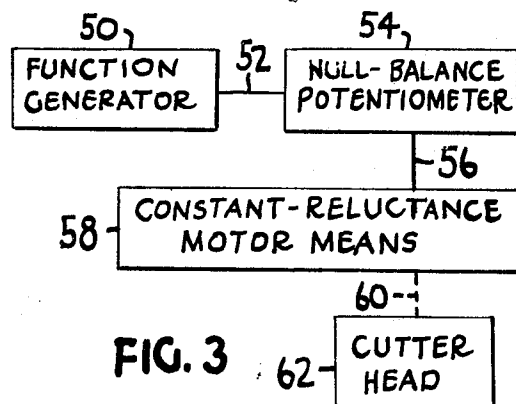 50
54
52
FUNCTION
GENERATOR
NULL-BALANCE
POTENTIOMETER
56
58
CONSTANT-RELUCTANCE
MOTOR MEANS
60
FIG. 3
62
CUTTER
HEAD